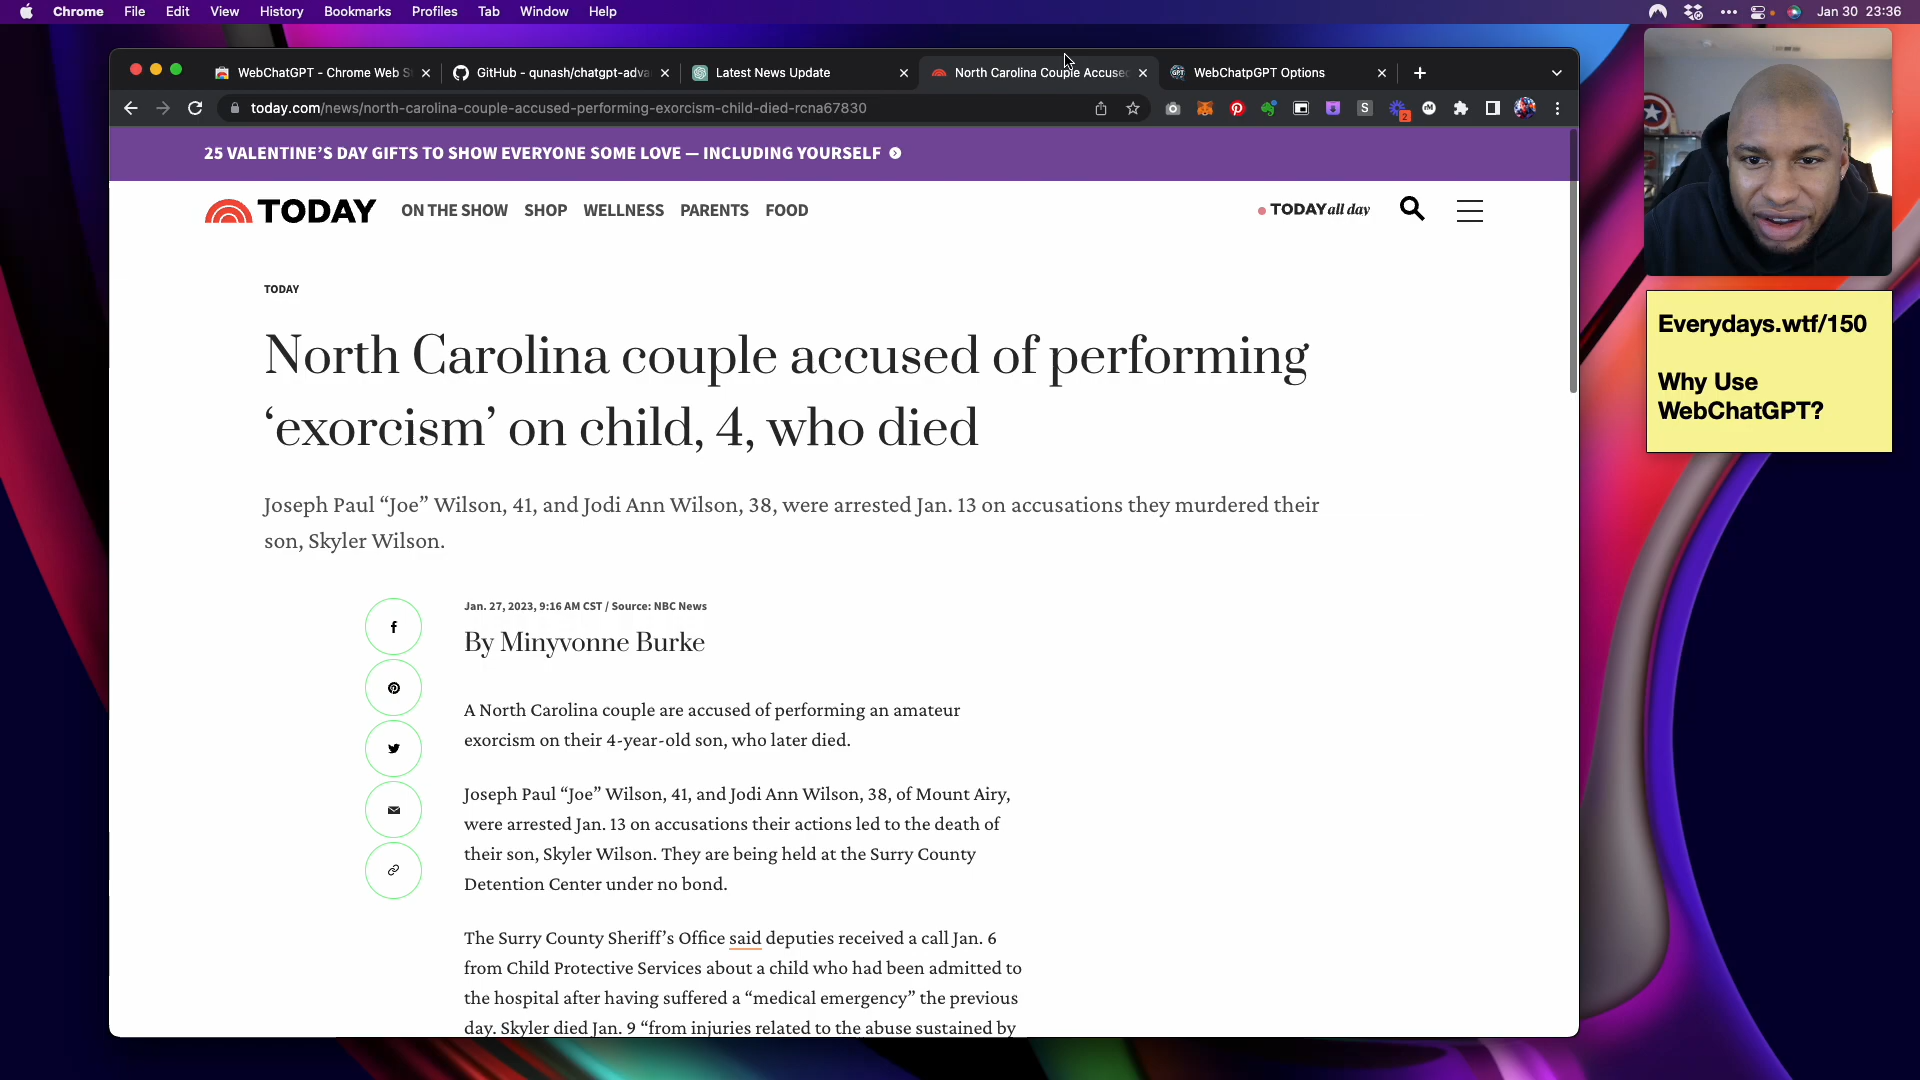 Chrome File Edit View History Bookmarks Profiles Tab Window Help Jan 30 23:36
WebChatGPT - Chrome Web S
GitHub - qunash/chatgpt-adva
Latest News Update
North Carolina Couple Accused
WebChatpGPT Options
today.com/news/north-carolina-couple-accused-performing-exorcism-child-died-rcna67830
S
2
25 VALENTINE'S DAY GIFTS TO SHOW EVERYONE SOME LOVE — INCLUDING YOURSELF
TODAY ON THE SHOW SHOP WELLNESS PARENTS FOOD TODAY all day
TODAY
North Carolina couple accused of performing
‘exorcism’ on child, 4, who died
Joseph Paul “Joe” Wilson, 41, and Jodi Ann Wilson, 38, were arrested Jan. 13 on accusations they murdered their
son, Skyler Wilson.
Jan. 27, 2023, 9:16 AM CST / Source: NBC News
By Minyvonne Burke
A North Carolina couple are accused of performing an amateur
exorcism on their 4-year-old son, who later died.
Joseph Paul “Joe” Wilson, 41, and Jodi Ann Wilson, 38, of Mount Airy,
were arrested Jan. 13 on accusations their actions led to the death of
their son, Skyler Wilson. They are being held at the Surry County
Detention Center under no bond.
The Surry County Sheriff’s Office said deputies received a call Jan. 6
from Child Protective Services about a child who had been admitted to
the hospital after having suffered a “medical emergency” the previous
day. Skyler died Jan. 9 “from injuries related to the abuse sustained by
Everydays.wtf/150
Why Use
WebChatGPT?